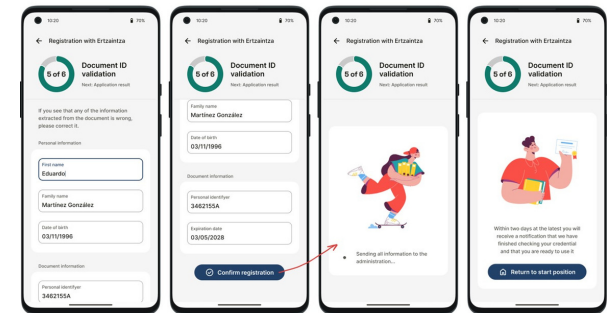 10:20
70%
Registration with Ertzaintza
5 of 6
Document ID
validation
Next: Application result
If you see that any of the information
extracted from the document is wrong,
please correct it.
Personal information
First name
Eduardo
Family name
Martínez González
Date of birth
03/11/1996
Document information
Personal identifyer
3462155A
10:20
70%
Registration with Ertzaintza
5 of 6
Document ID
validation
Next: Application result
Family name
Martínez González
Date of birth
03/11/1996
Document information
Personal identifyer
3462155A
Expiration date
03/05/2028
Confirm registration
10:20
70%
Registration with Ertzaintza
5 of 6
Document ID
validation
Next: Application result
Sending all information to the
administration...
10:20
70%
Registration with Ertzaintza
5 of 6
Document ID
validation
Next: Application result
Within two days at the latest you will
receive a notification that we have
finished checking your credential
and that you are ready to use it
Return to start position